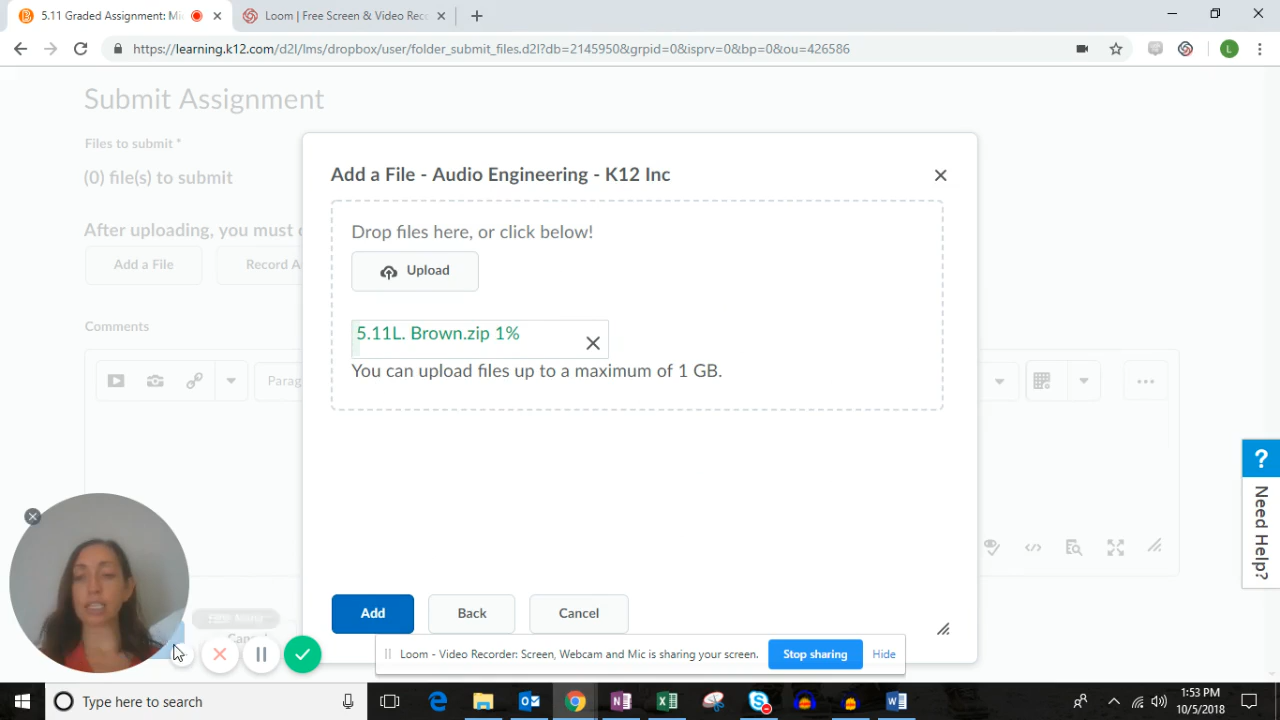 5.11 Graded Assignment: Mi
Loom | Free Screen & Video Rec
https://learning.k12.com/d2l/lms/dropbox/user/folder_submit_files.d2l?db=2145950&grpid=0&isprv=0&bp=0&ou=426586
L
Submit Assignment
Files to submit *
(0) file(s) to submit
After uploading, you must
Add a File
Record A
Comments
Parag
Add a File - Audio Engineering - K12 Inc
Drop files here, or click below!
Upload
5.11L. Brown.zip 1%
You can upload files up to a maximum of 1 GB.
? Need Help?
Add
Back
Cancel
Cancel
Loom - Video Recorder: Screen, Webcam and Mic is sharing your screen.
Stop sharing
Hide
Type here to search
1:53 PM
10/5/2018